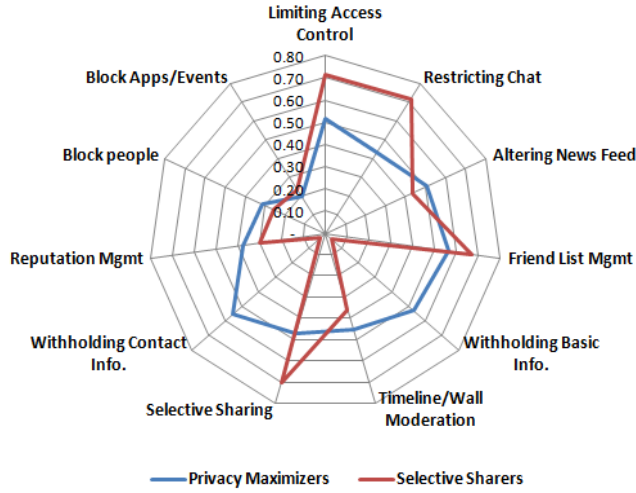 Limiting Access
Control
0.80
0.70
0.60
0.50
0.40
0.30
0.20
0.10
-
Restricting Chat
Altering News Feed
Friend List Mgmt
Withholding Basic
Info.
Timeline/Wall
Moderation
Selective Sharing
Withholding Contact
Info.
Reputation Mgmt
Block people
Block Apps/Events
Privacy Maximizers
Selective Sharers